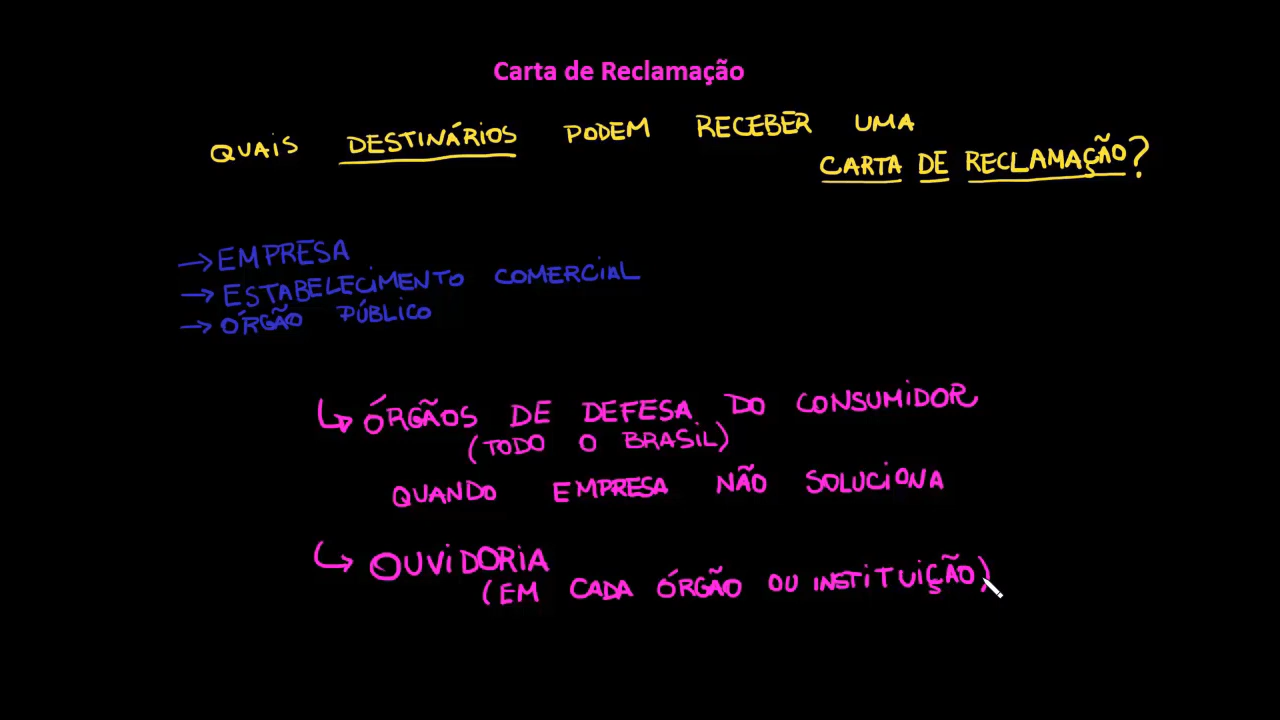 Carta de Reclamação
QUAIS DESTINÁRIOS PODEM RECEBER UMA
CARTA DE RECLAMAÇÃO?
→ EMPRESA
→ ESTABELECIMENTO COMERCIAL
→ ÓRGÃO PÚBLICO
↳ ÓRGÃOS DE DEFESA DO CONSUMIDOR
(TODO O BRASIL)
QUANDO EMPRESA NÃO SOLUCIONA
↳ OUVIDORIA
(EM CADA ÓRGÃO OU INSTITUIÇÃO)